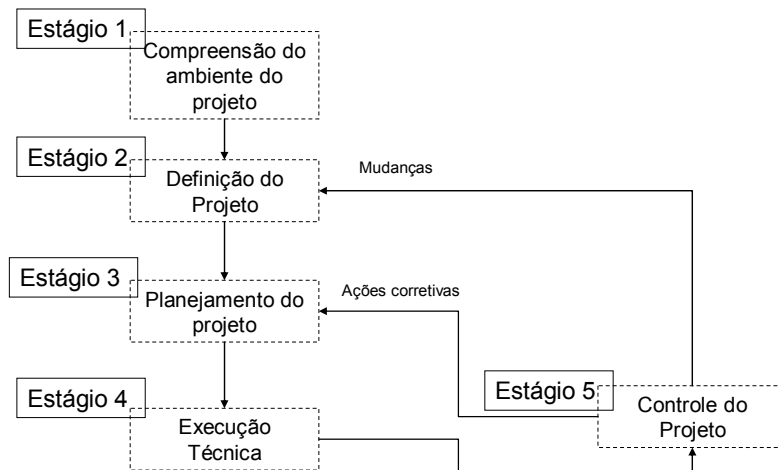 Estágio 1
Compreensão do
ambiente do
projeto
Estágio 2
Definição do
Projeto
Mudanças
Estágio 3
Planejamento do
projeto
Ações corretivas
Estágio 4
Execução
Técnica
Estágio 5
Controle do
Projeto